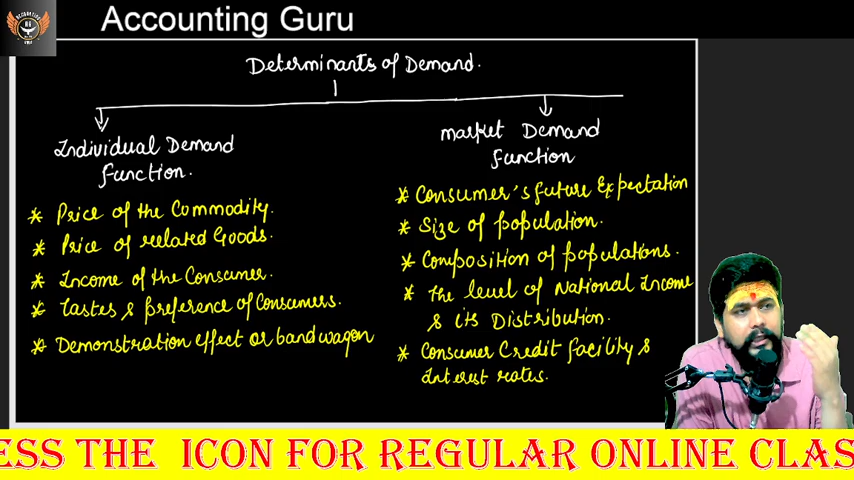 Accounting Guru
Determinants of Demand.
Individual Demand
function.
* Price of the Commodity.
* Price of related Goods.
* Income of the Consumer.
* Tastes & preference of Consumers.
* Demonstration effect or bandwagon
market Demand
function
* Consumer's future Expectation
* Size of population.
* Composition of populations.
* The level of National Income
& its Distribution.
* Consumer Credit facility &
Interest rates.
ESS THE ICON FOR REGULAR ONLINE CLAS